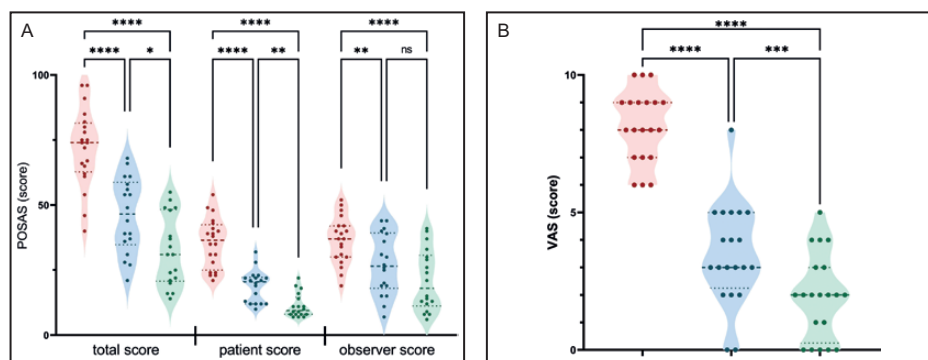 A
**** **** ****
**** * **** ** ** ns
POSAS (score)
100
50
0
total score patient score observer score
B
****
**** ***
VAS (score)
10
5
0